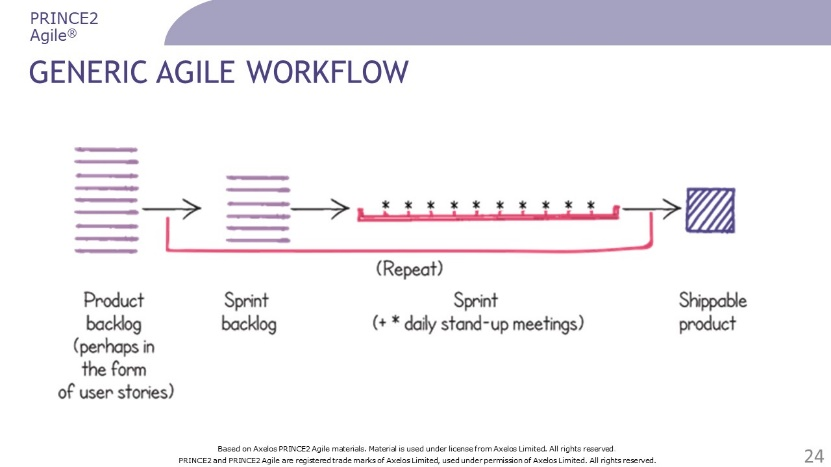 PRINCE2
Agile®
GENERIC AGILE WORKFLOW
* * * * * * * * * *
(Repeat)
Product
backlog
(perhaps in
the form
of user stories)
Sprint
backlog
Sprint
(+ * daily stand-up meetings)
Shippable
product
Based on Axelos PRINCE2 Agile materials. Material is used under license from Axelos Limited. All rights reserved
PRINCE2 and PRINCE2 Agile are registered trade marks of Axelos Limited, used under permission of Axelos Limited. All rights reserved.
24